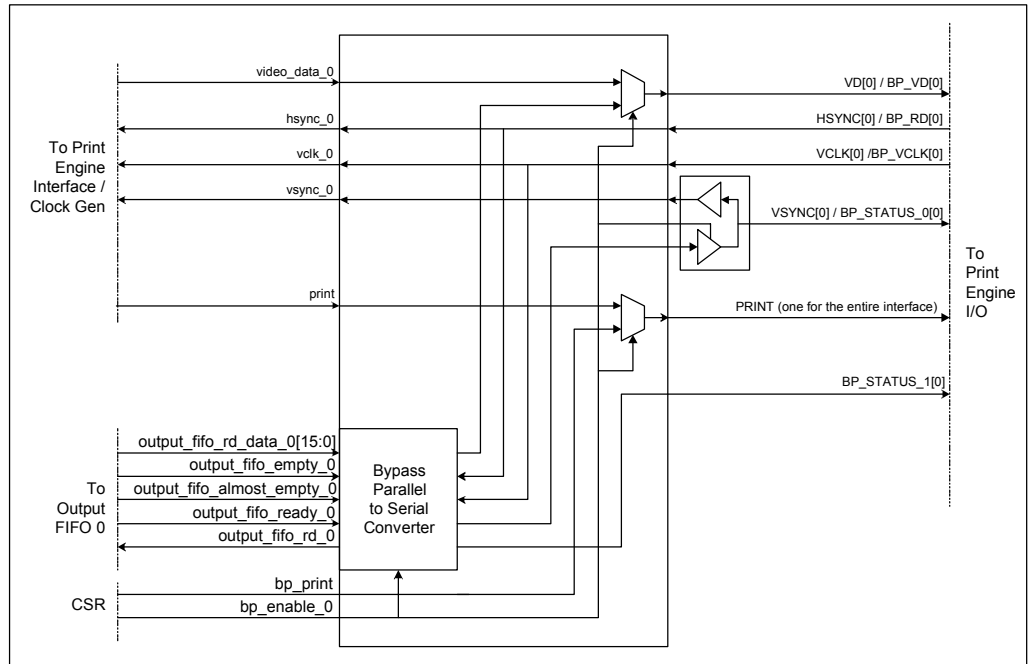 video_data_0
hsync_0
vclk_0
vsync_0
print
To Print
Engine
Interface /
Clock Gen
VD[0] / BP_VD[0]
HSYNC[0] / BP_RD[0]
VCLK[0] /BP_VCLK[0]
VSYNC[0] / BP_STATUS_0[0]
PRINT (one for the entire interface)
BP_STATUS_1[0]
To
Print
Engine
I/O
output_fifo_rd_data_0[15:0]
output_fifo_empty_0
output_fifo_almost_empty_0
output_fifo_ready_0
output_fifo_rd_0
To
Output
FIFO 0
Bypass
Parallel
to Serial
Converter
CSR
bp_print
bp_enable_0